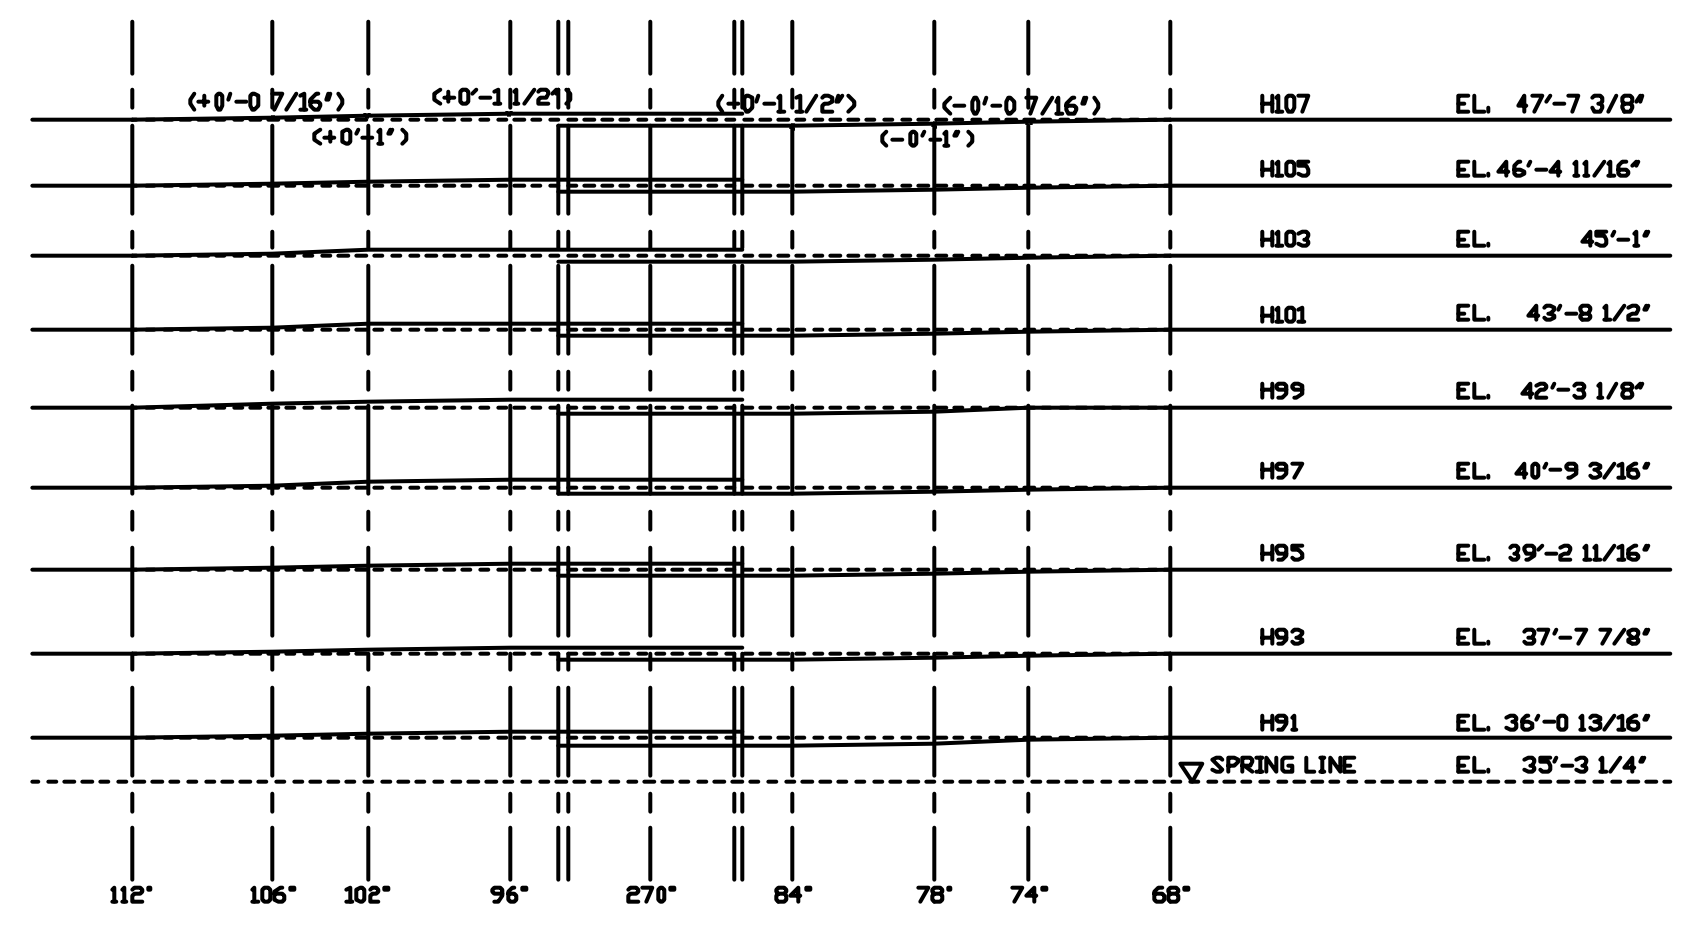 (+0'-0 7/16") (+0'-1 1/2") (-0'-1 1/2") (-0'-0 7/16") H107 EL. 47'-7 3/8"
(+0'-1") (-0'-1")
H105 EL. 46'-4 11/16"
H103 EL. 45'-1"
H101 EL. 43'-8 1/2"
H99 EL. 42'-3 1/8"
H97 EL. 40'-9 3/16"
H95 EL. 39'-2 11/16"
H93 EL. 37'-7 7/8"
H91 EL. 36'-0 13/16"
SPRING LINE EL. 35'-3 1/4"
112° 106° 102° 96° 270° 84° 78° 74° 68°